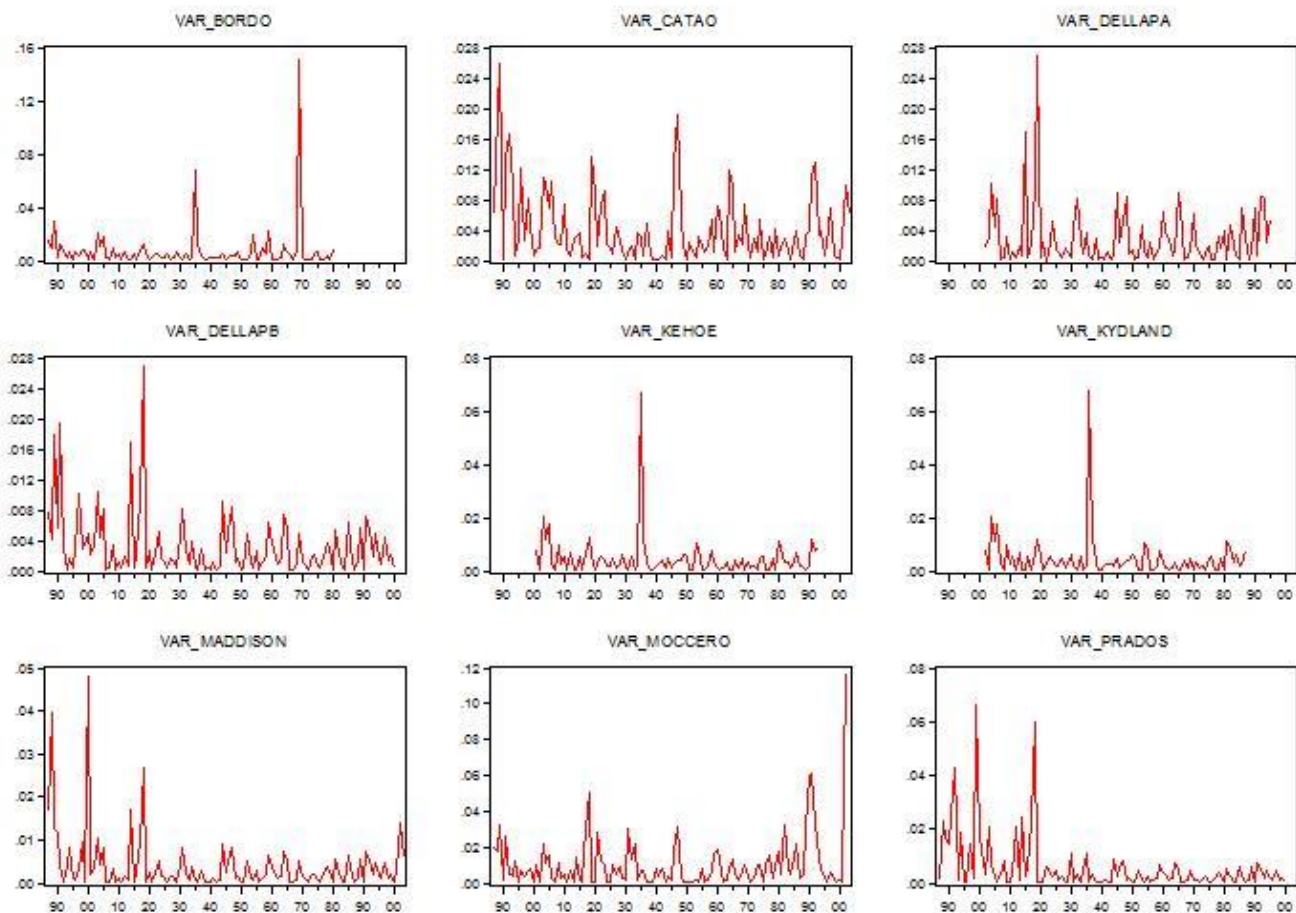 VAR_BORDO VAR_CATAO VAR_DELLAPA
.16 .028 .028
.12 .024 .024
.08 .020 .020
.04 .016 .016
.00 .012 .012
.008 .008
.004 .004
.000 .000
90 00 10 20 30 40 50 60 70 80 90 00 90 00 10 20 30 40 50 60 70 80 90 00 90 00 10 20 30 40 50 60 70 80 90 00
VAR_DELLAPB VAR_KEHOE VAR_KYDLAND
.028 .08 .08
.024 .06 .06
.020 .04 .04
.016 .02 .02
.012 .00 .00
.008
.004
.000
90 00 10 20 30 40 50 60 70 80 90 00 90 00 10 20 30 40 50 60 70 80 90 00 90 00 10 20 30 40 50 60 70 80 90 00
VAR_MADDISON VAR_MOCCERO VAR_PRADOS
.05 .12 .08
.04 .10 .06
.03 .08 .04
.02 .06 .02
.01 .04 .00
.00 .02
.00
90 00 10 20 30 40 50 60 70 80 90 00 90 00 10 20 30 40 50 60 70 80 90 00 90 00 10 20 30 40 50 60 70 80 90 00